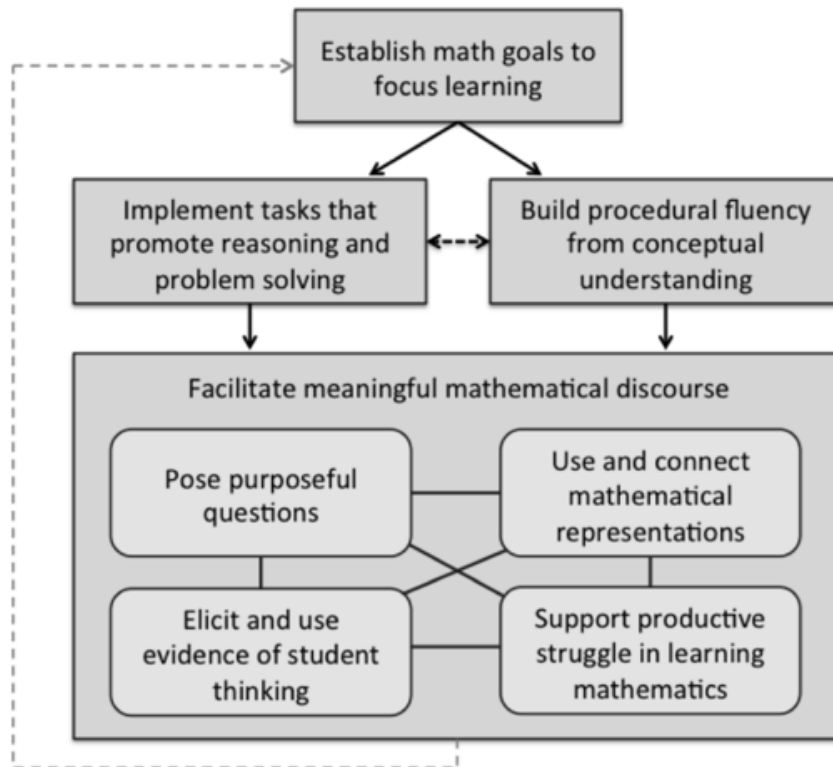 Establish math goals to
focus learning
Implement tasks that
promote reasoning and
problem solving
Build procedural fluency
from conceptual
understanding
Facilitate meaningful mathematical discourse
Pose purposeful
questions
Use and connect
mathematical
representations
Elicit and use
evidence of student
thinking
Support productive
struggle in learning
mathematics